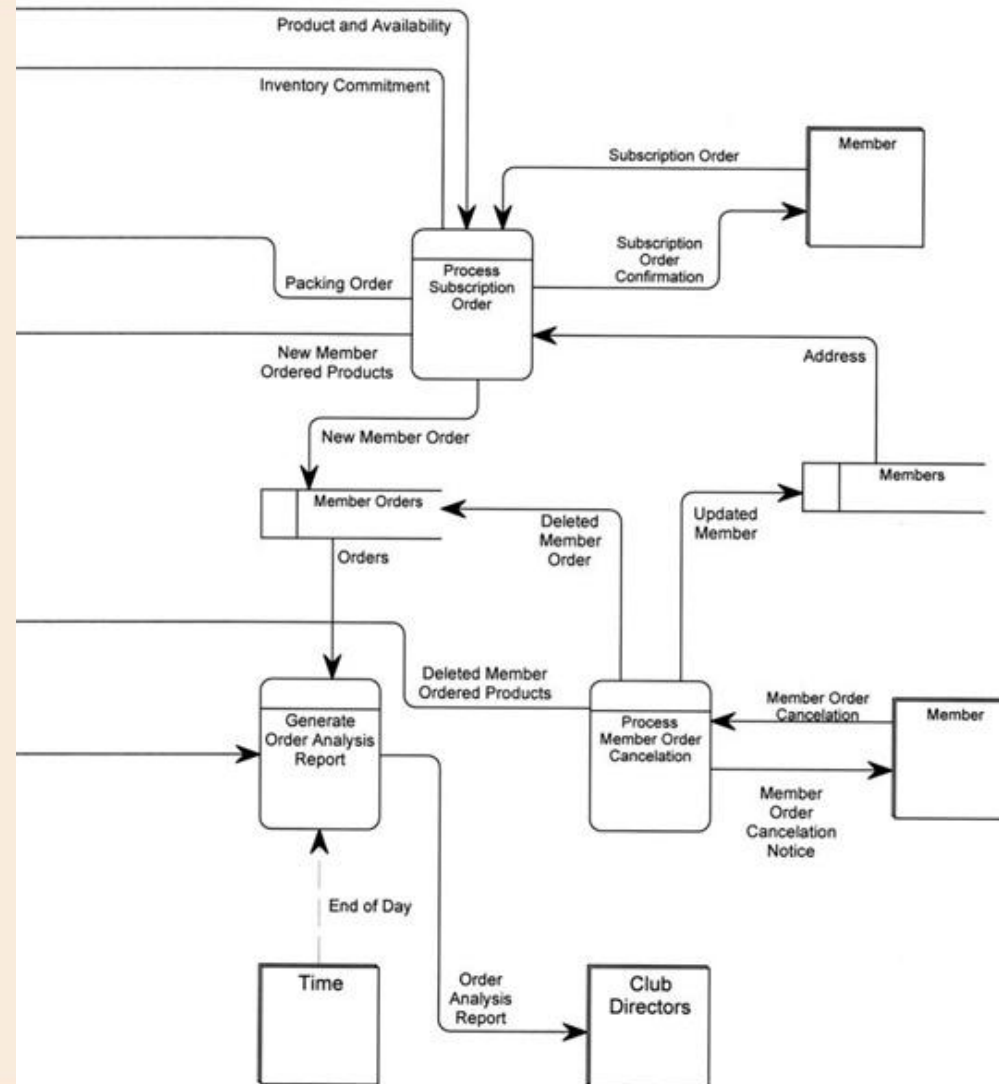 Product and Availability
Inventory Commitment
Member
Subscription Order
Subscription
Order
Confirmation
Process
Subscription
Order
Packing Order
New Member
Ordered Products
Address
New Member Order
Members
Member Orders
Deleted
Member
Order
Updated
Member
Orders
Deleted Member
Ordered Products
Member Order
Cancelation
Member
Generate
Order Analysis
Report
Process
Member Order
Cancelation
Member
Order
Cancelation
Notice
End of Day
Time
Order
Analysis
Report
Club
Directors